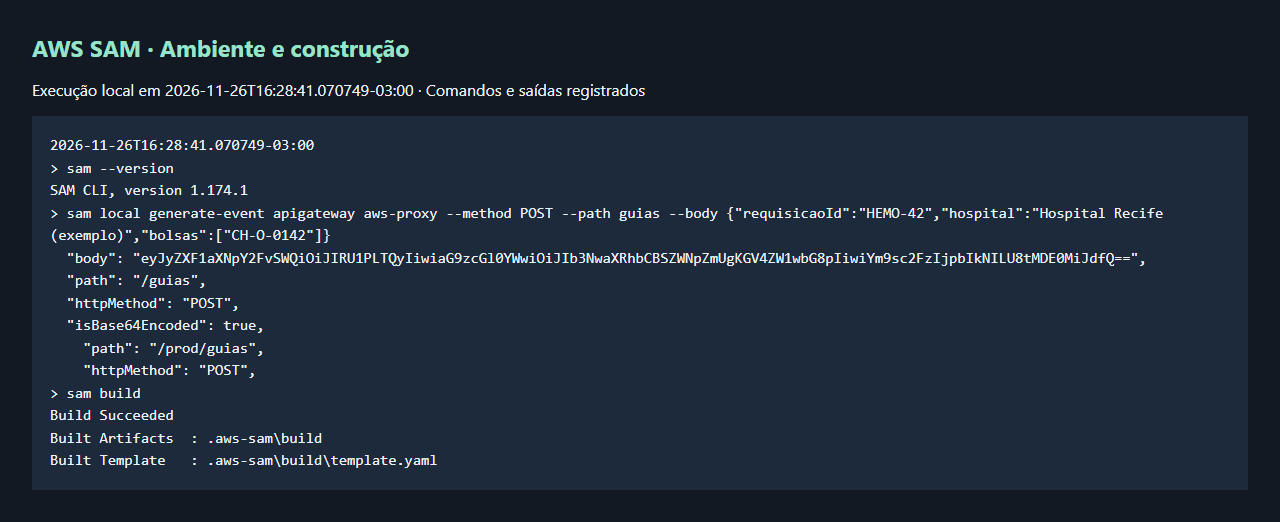 AWS SAM · Ambiente e construção
Execução local em 2026-11-26T16:28:41.070749-03:00 · Comandos e saídas registrados
2026-11-26T16:28:41.070749-03:00
> sam --version
SAM CLI, version 1.174.1
> sam local generate-event apigateway aws-proxy --method POST --path guias --body {"requisicaoId":"HEMO-42","hospital":"Hospital Recife
(exemplo)","bolsas":["CH-O-0142"]}
  "body": "eyJyZXF1aXNpY2FvSWQiOiJIRU1PLTQyIiwiaG9zcGl0YWwiOiJIb3NwaXRhbCBSZWNpZmUgKGV4ZW1wbG8pIiwiYm9sc2FzIjpbIkNILU8tMDE0MiJdfQ==",
  "path": "/guias",
  "httpMethod": "POST",
  "isBase64Encoded": true,
    "path": "/prod/guias",
    "httpMethod": "POST",
> sam build
Build Succeeded
Built Artifacts  : .aws-sam\build
Built Template   : .aws-sam\build\template.yaml